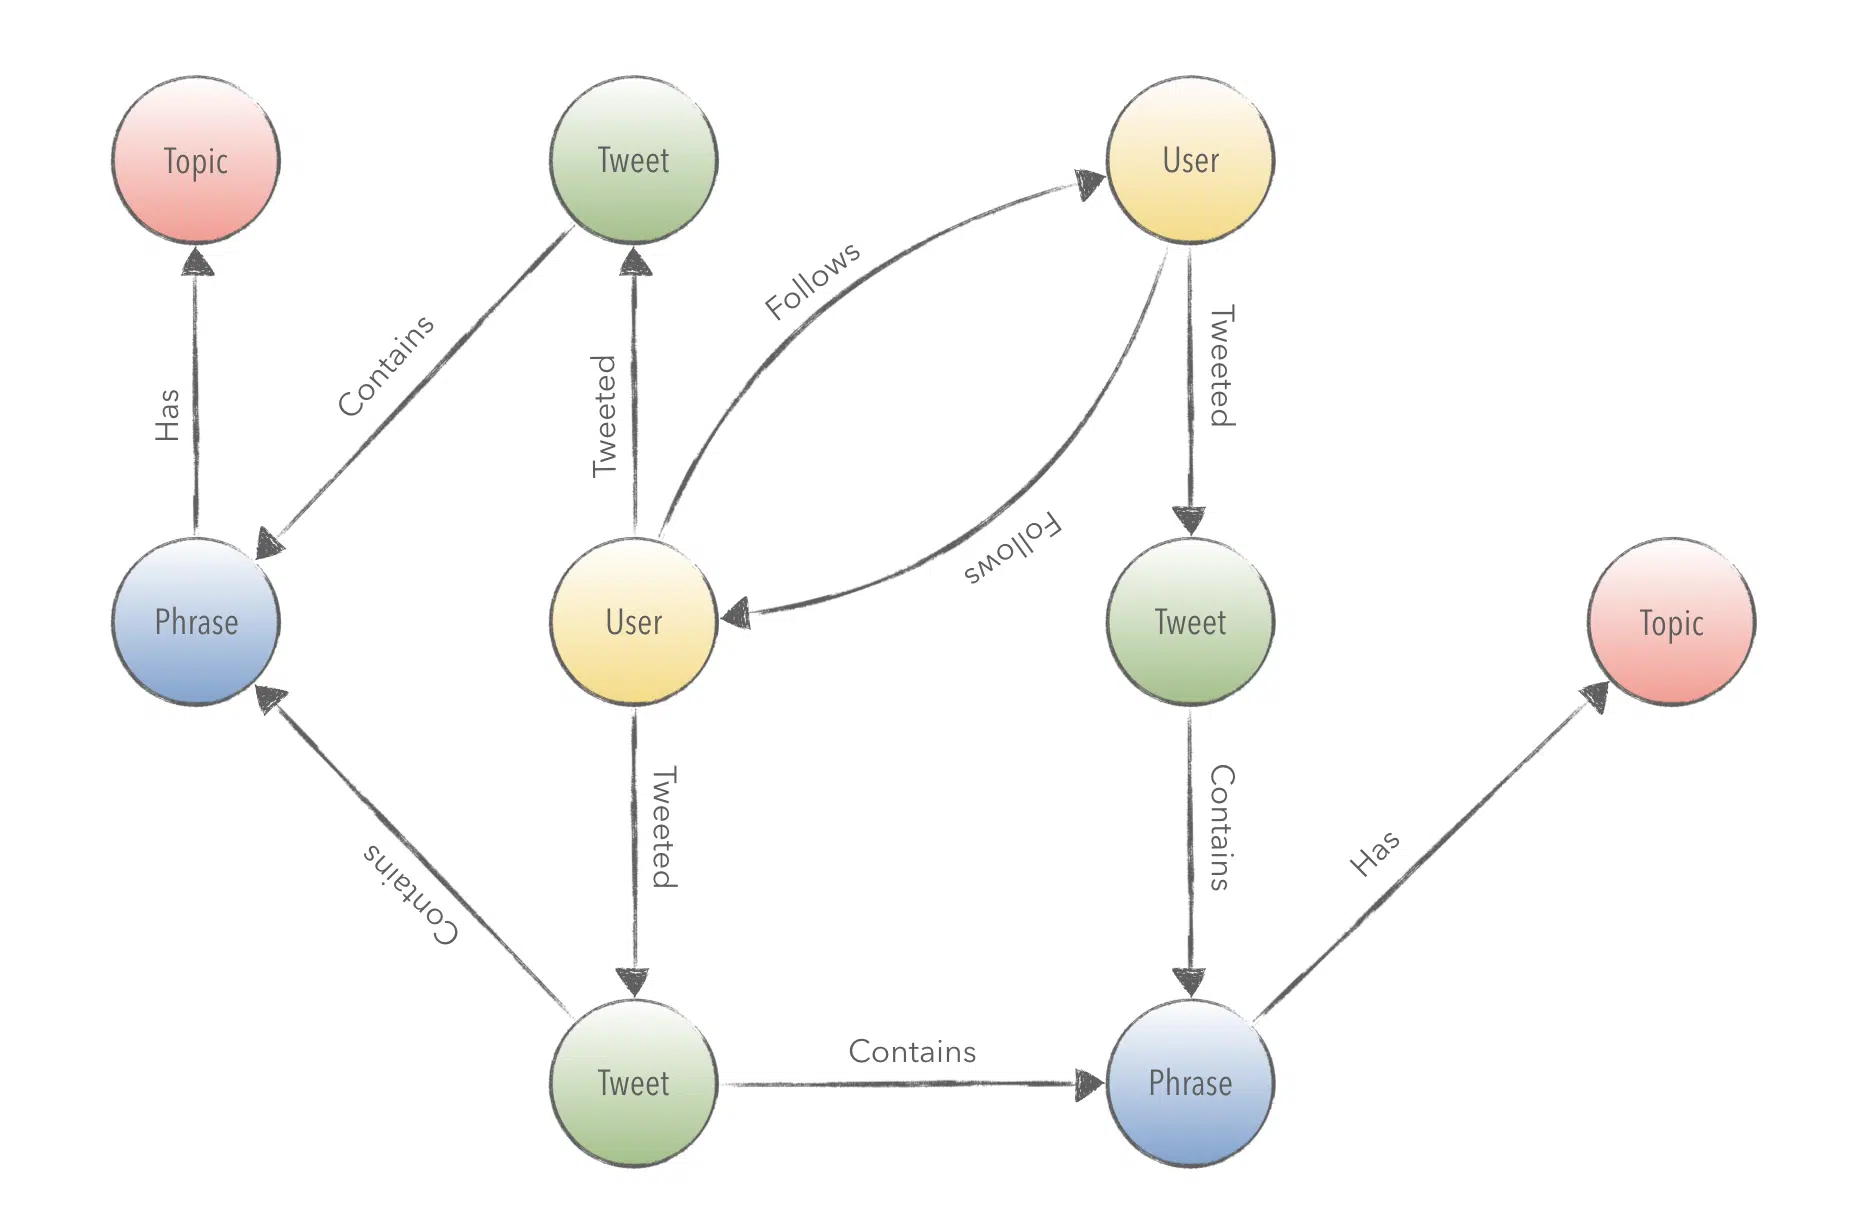 Topic
Tweet
User
Follows
Tweeted
Contains
Tweeted
Has
Follows
Phrase
User
Tweet
Topic
Tweeted
Contains
Contains
Has
Contains
Tweet
Phrase